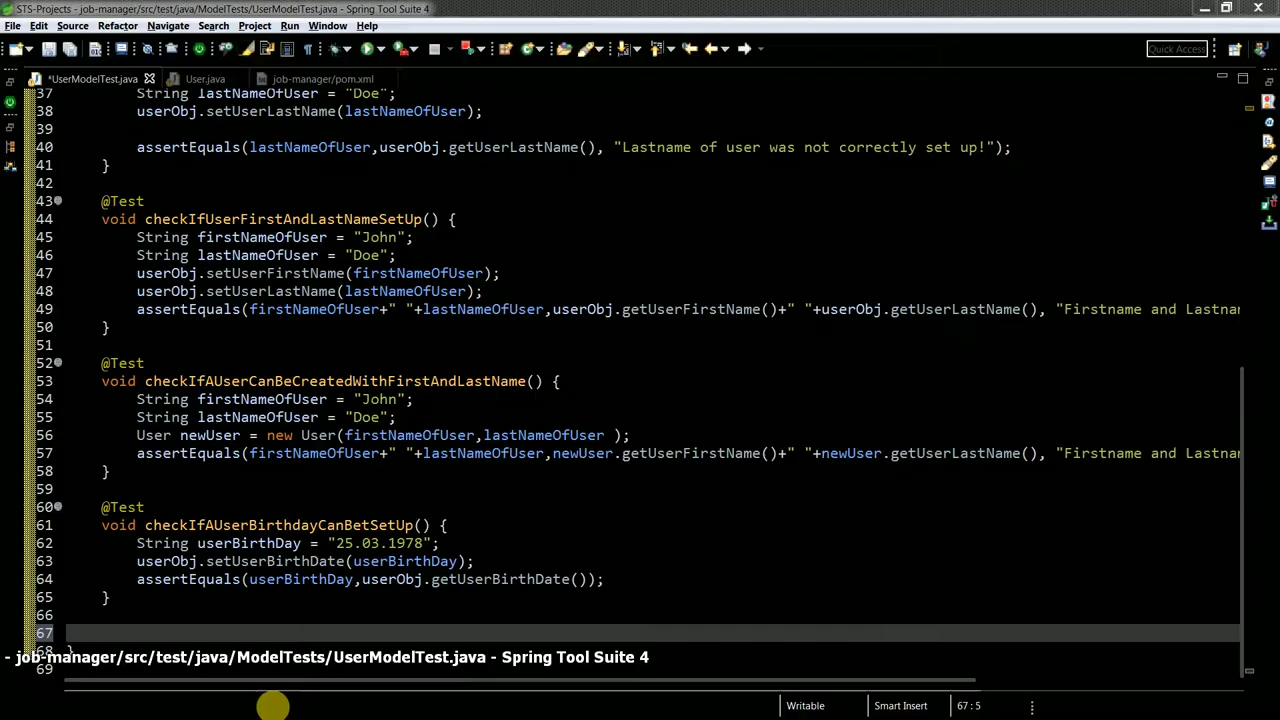 STS-Projects - job-manager/src/test/java/ModelTests/UserModelTest.java - Spring Tool Suite 4
File Edit Source Refactor Navigate Search Project Run Window Help
Quick Access
*UserModelTest.java User.java job-manager/pom.xml
37 String lastNameOfUser = "Doe";
38 userObj.setUserLastName(lastNameOfUser);
39
40 assertEquals(lastNameOfUser,userObj.getUserLastName(), "Lastname of user was not correctly set up!");
41 }
42
43 @Test
44 void checkIfUserFirstAndLastNameSetUp() {
45 String firstNameOfUser = "John";
46 String lastNameOfUser = "Doe";
47 userObj.setUserFirstName(firstNameOfUser);
48 userObj.setUserLastName(lastNameOfUser);
49 assertEquals(firstNameOfUser+" "+lastNameOfUser,userObj.getUserFirstName()+" "+userObj.getUserLastName(), "Firstname and Lastnam
50 }
51
52 @Test
53 void checkIfAUserCanBeCreatedWithFirstAndLastName() {
54 String firstNameOfUser = "John";
55 String lastNameOfUser = "Doe";
56 User newUser = new User(firstNameOfUser,lastNameOfUser );
57 assertEquals(firstNameOfUser+" "+lastNameOfUser,newUser.getUserFirstName()+" "+newUser.getUserLastName(), "Firstname and Lastnam
58 }
59
60 @Test
61 void checkIfAUserBirthdayCanBetSetUp() {
62 String userBirthDay = "25.03.1978";
63 userObj.setUserBirthDate(userBirthDay);
64 assertEquals(userBirthDay,userObj.getUserBirthDate());
65 }
66
67
68 }
- job-manager/src/test/java/ModelTests/UserModelTest.java - Spring Tool Suite 4
69
Writable Smart Insert 67 : 5